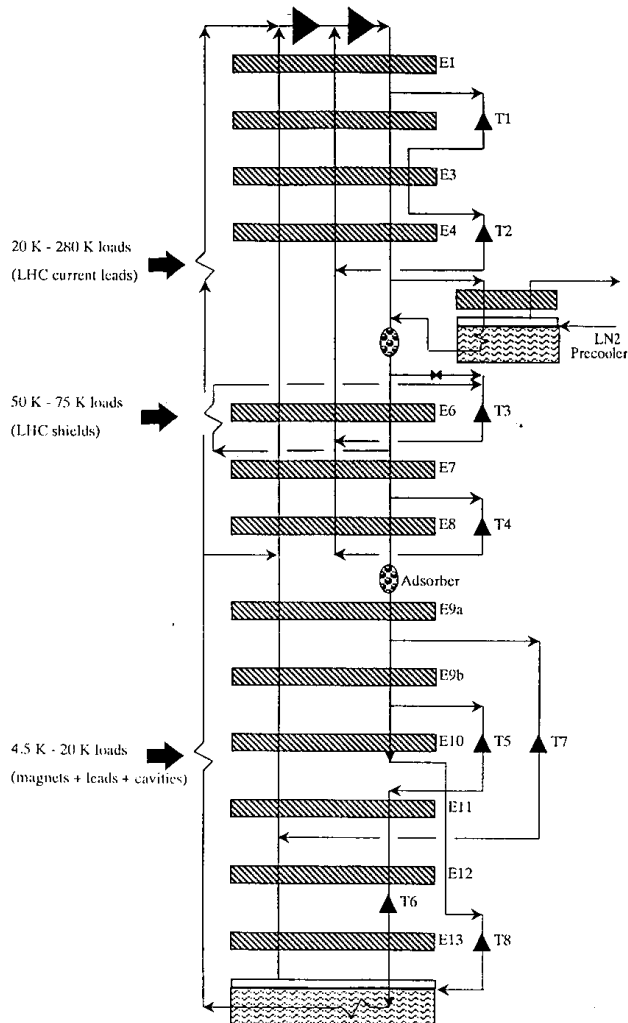 E1
T1
E3
E4
T2
20 K - 280 K loads
(LHC current leads)
LN2
Precooler
50 K - 75 K loads
(LHC shields)
E6
T3
E7
E8
T4
Adsorber
E9a
E9b
4.5 K - 20 K loads
(magnets + leads + cavities)
E10
T5
T7
E11
E12
T6
E13
T8